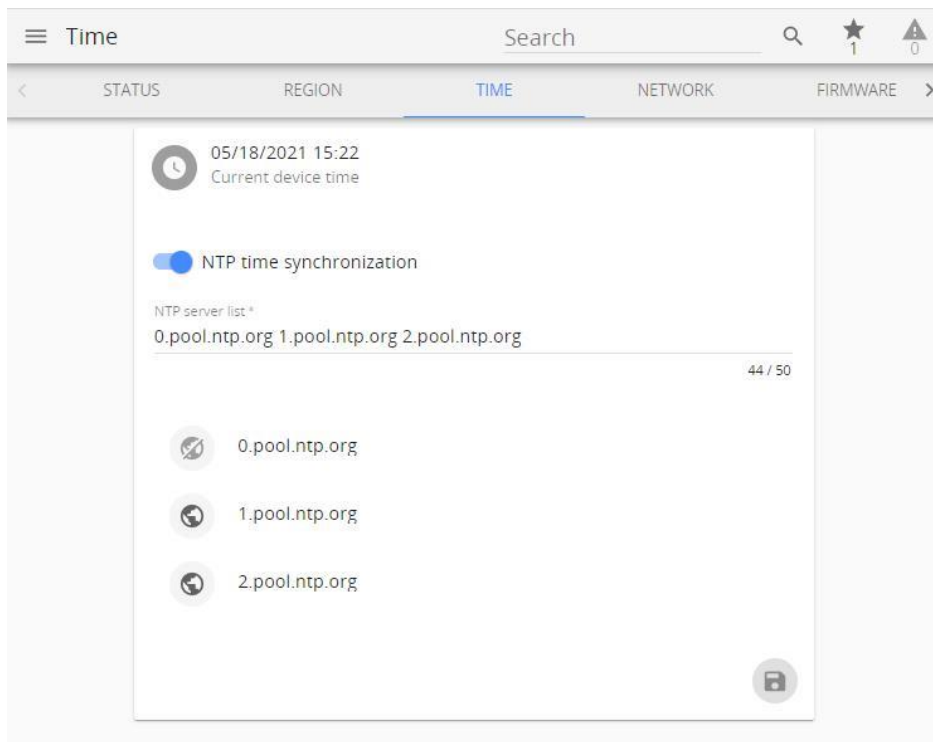 Time
Search
1
0
STATUS REGION TIME NETWORK FIRMWARE
05/18/2021 15:22
Current device time
NTP time synchronization
NTP server list *
0.pool.ntp.org 1.pool.ntp.org 2.pool.ntp.org
44 / 50
0.pool.ntp.org
1.pool.ntp.org
2.pool.ntp.org